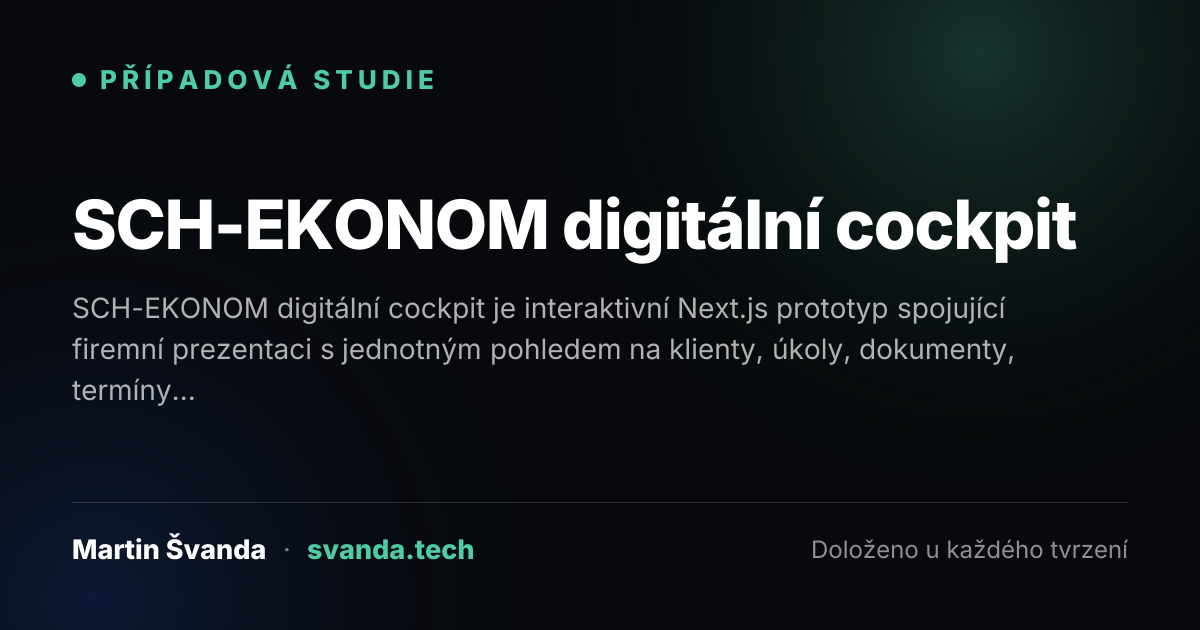 PŘÍPADOVÁ STUDIE
SCH-EKONOM digitální cockpit
SCH-EKONOM digitální cockpit je interaktivní Next.js prototyp spojující
firemní prezentaci s jednotným pohledem na klienty, úkoly, dokumenty,
termíny…
Martin Švanda · svanda.tech
Doloženo u každého tvrzení